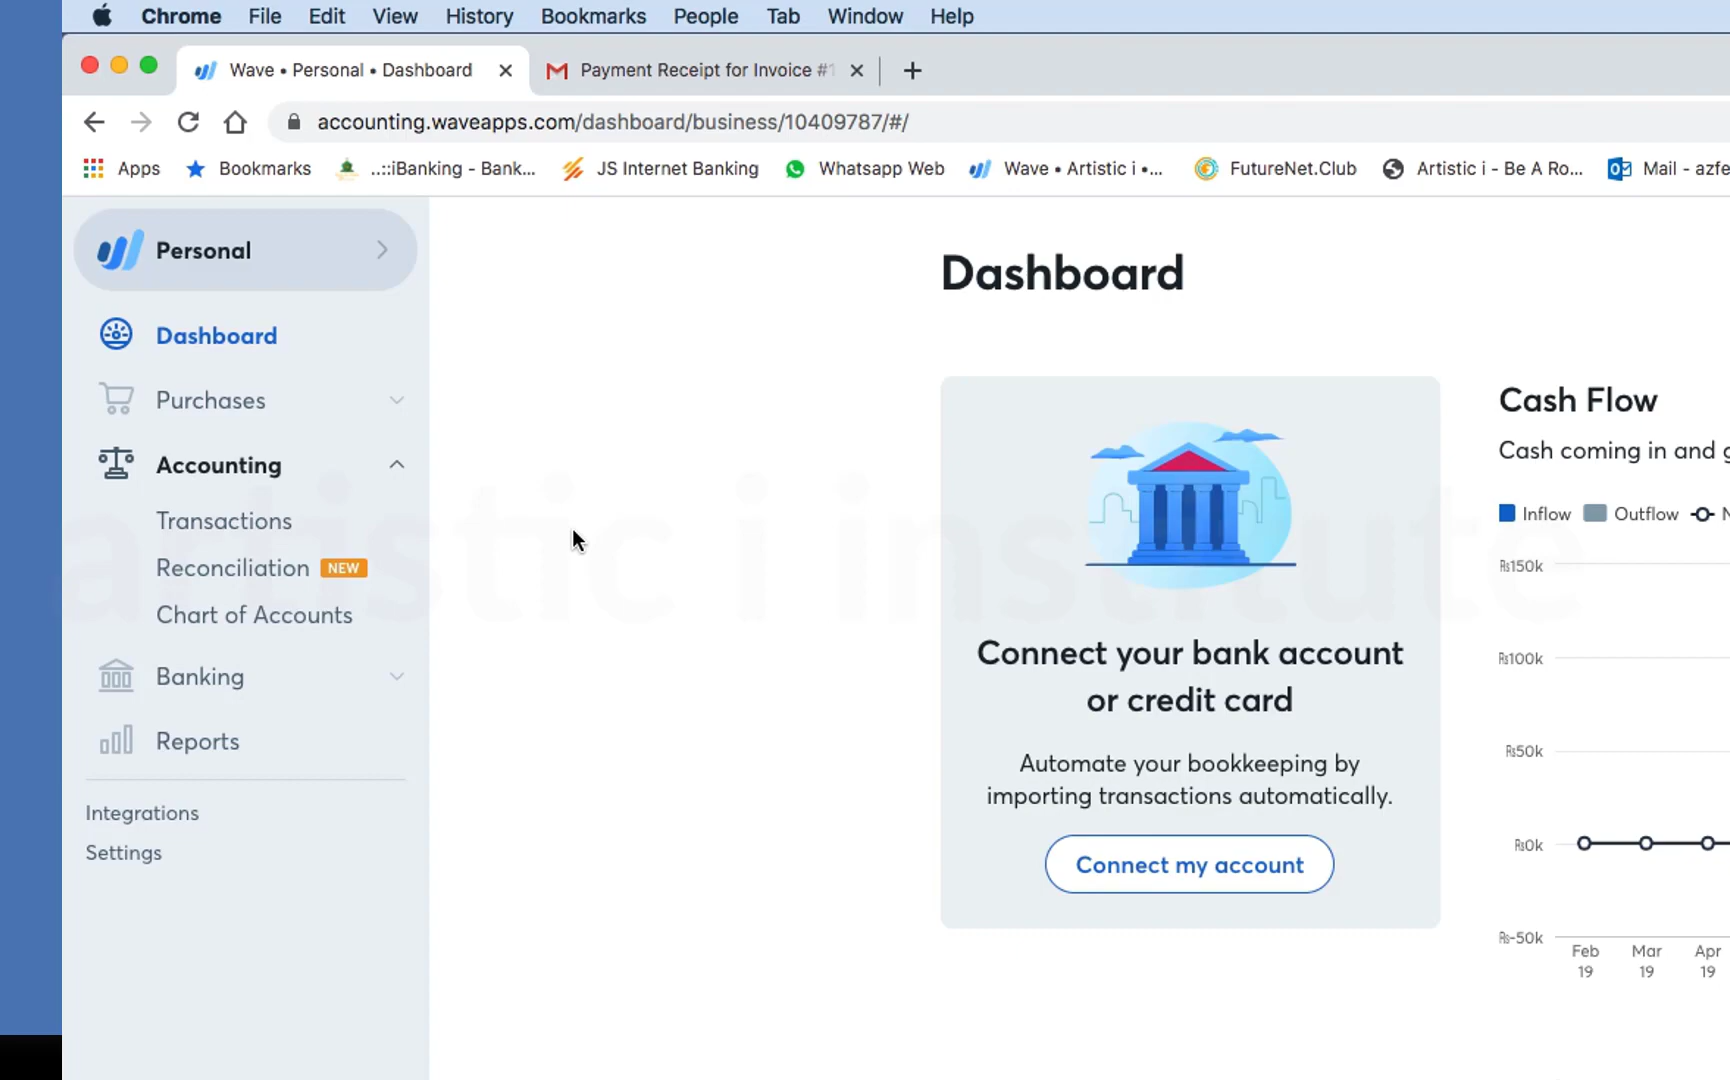 Chrome File Edit View History Bookmarks People Tab Window Help
Wave • Personal • Dashboard
Payment Receipt for Invoice #1
accounting.waveapps.com/dashboard/business/10409787/#/
Apps Bookmarks ..::iBanking - Bank... JS Internet Banking Whatsapp Web Wave • Artistic i •... FutureNet.Club Artistic i - Be A Ro... Mail - azfe
Personal
Dashboard
Purchases
Accounting
Transactions
Reconciliation NEW
Chart of Accounts
Banking
Reports
Integrations
Settings
Dashboard
Connect your bank account
or credit card
Automate your bookkeeping by
importing transactions automatically.
Connect my account
Cash Flow
Cash coming in and g
Inflow Outflow N
₨150k
₨100k
₨50k
₨0k
₨-50k
Feb Mar Apr
19 19 19
artistic i institute